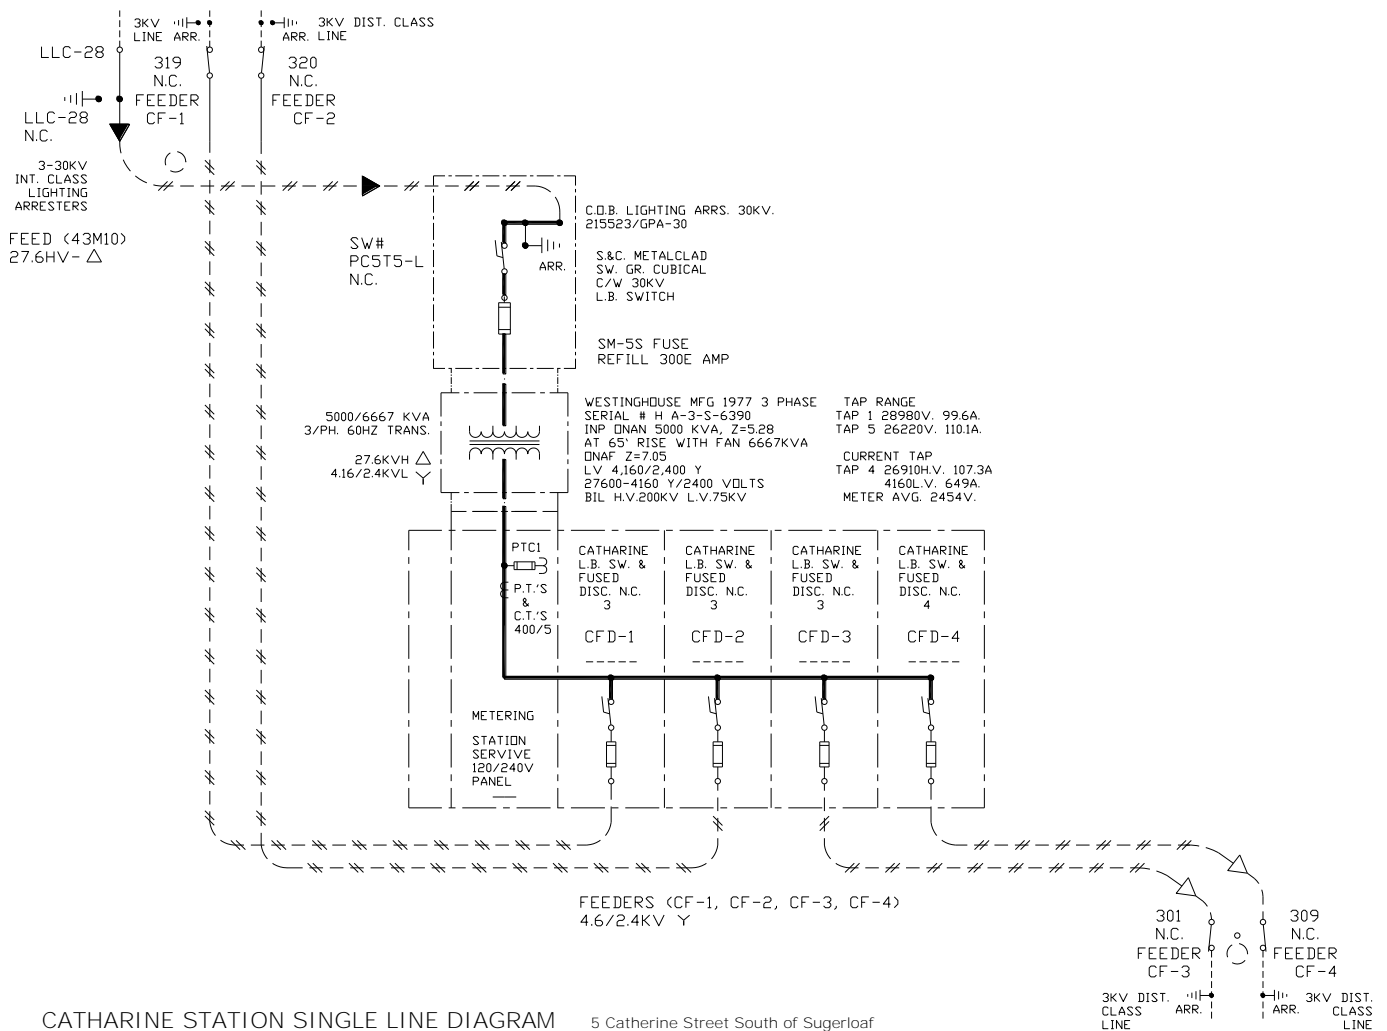 3KV
LINE ARR.
ARR.
3KV DIST. CLASS
LINE
LLC-28
319
N.C.
FEEDER
CF-1
320
N.C.
FEEDER
CF-2
LLC-28
N.C.
3-30KV
INT. CLASS
LIGHTING
ARRESTERS
FEED (43M10)
27.6HV- △
SW#
PC5T5-L
N.C.
C.O.B. LIGHTING ARRS. 30KV.
215523/GPA-30
ARR.
S.&C. METALCLAD
SW. GR. CUBICAL
C/W 30KV
L.B. SWITCH
SM-5S FUSE
REFILL 300E AMP
5000/6667 KVA
3/PH. 60HZ TRANS.
27.6KVH △
4.16/2.4KVL Y
WESTINGHOUSE MFG 1977 3 PHASE
SERIAL # H A-3-S-6390
INP ONAN 5000 KVA, Z=5.28
AT 65' RISE WITH FAN 6667KVA
ONAF Z=7.05
LV 4,160/2,400 Y
27600-4160 Y/2400 VOLTS
BIL H.V.200KV L.V.75KV
TAP RANGE
TAP 1 28980V. 99.6A.
TAP 5 26220V. 110.1A.
CURRENT TAP
TAP 4 26910H.V. 107.3A
4160L.V. 649A.
METER AVG. 2454V.
PTC1
P.T.'S
&
C.T.'S
400/5
CATHARINE
L.B. SW. &
FUSED
DISC. N.C.
3
CFD-1
CATHARINE
L.B. SW. &
FUSED
DISC. N.C.
3
CFD-2
CATHARINE
L.B. SW. &
FUSED
DISC. N.C.
3
CFD-3
CATHARINE
L.B. SW. &
FUSED
DISC. N.C.
4
CFD-4
METERING
STATION
SERVIVE
120/240V
PANEL
FEEDERS (CF-1, CF-2, CF-3, CF-4)
4.6/2.4KV Y
301
N.C.
FEEDER
CF-3
309
N.C.
FEEDER
CF-4
3KV DIST.
CLASS
LINE
ARR.
ARR.
3KV DIST.
CLASS
LINE
CATHARINE STATION SINGLE LINE DIAGRAM
5 Catherine Street South of Sugerloaf